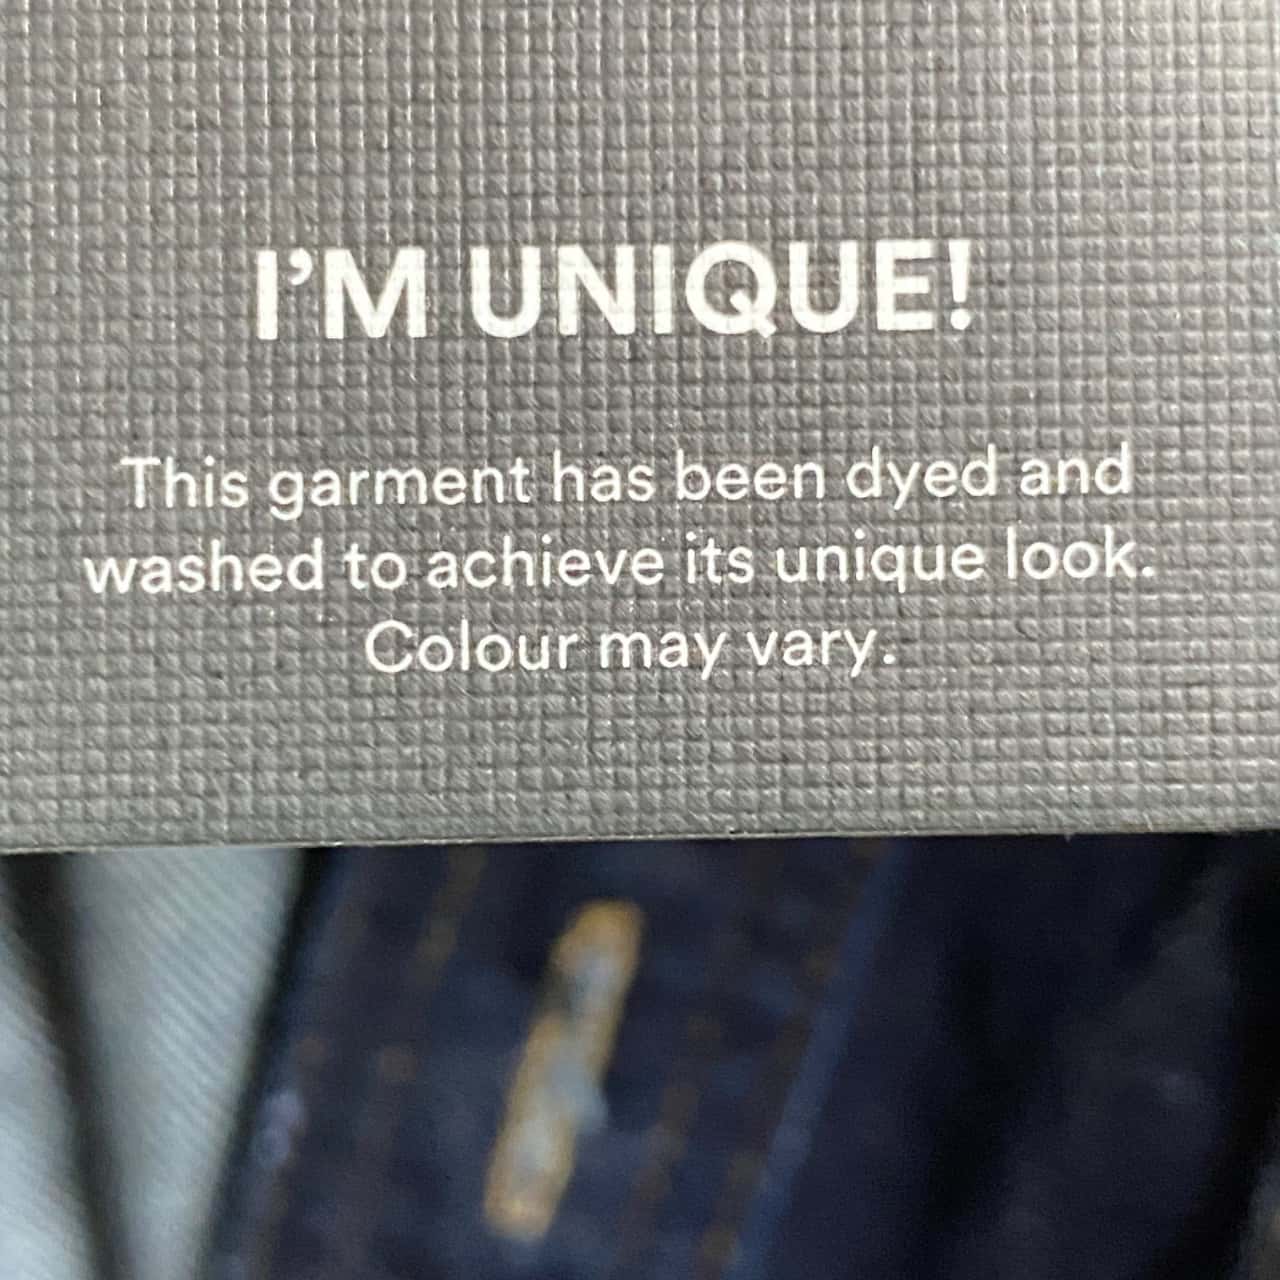 I'M UNIQUE!
This garment has been dyed and
washed to achieve its unique look.
Colour may vary.